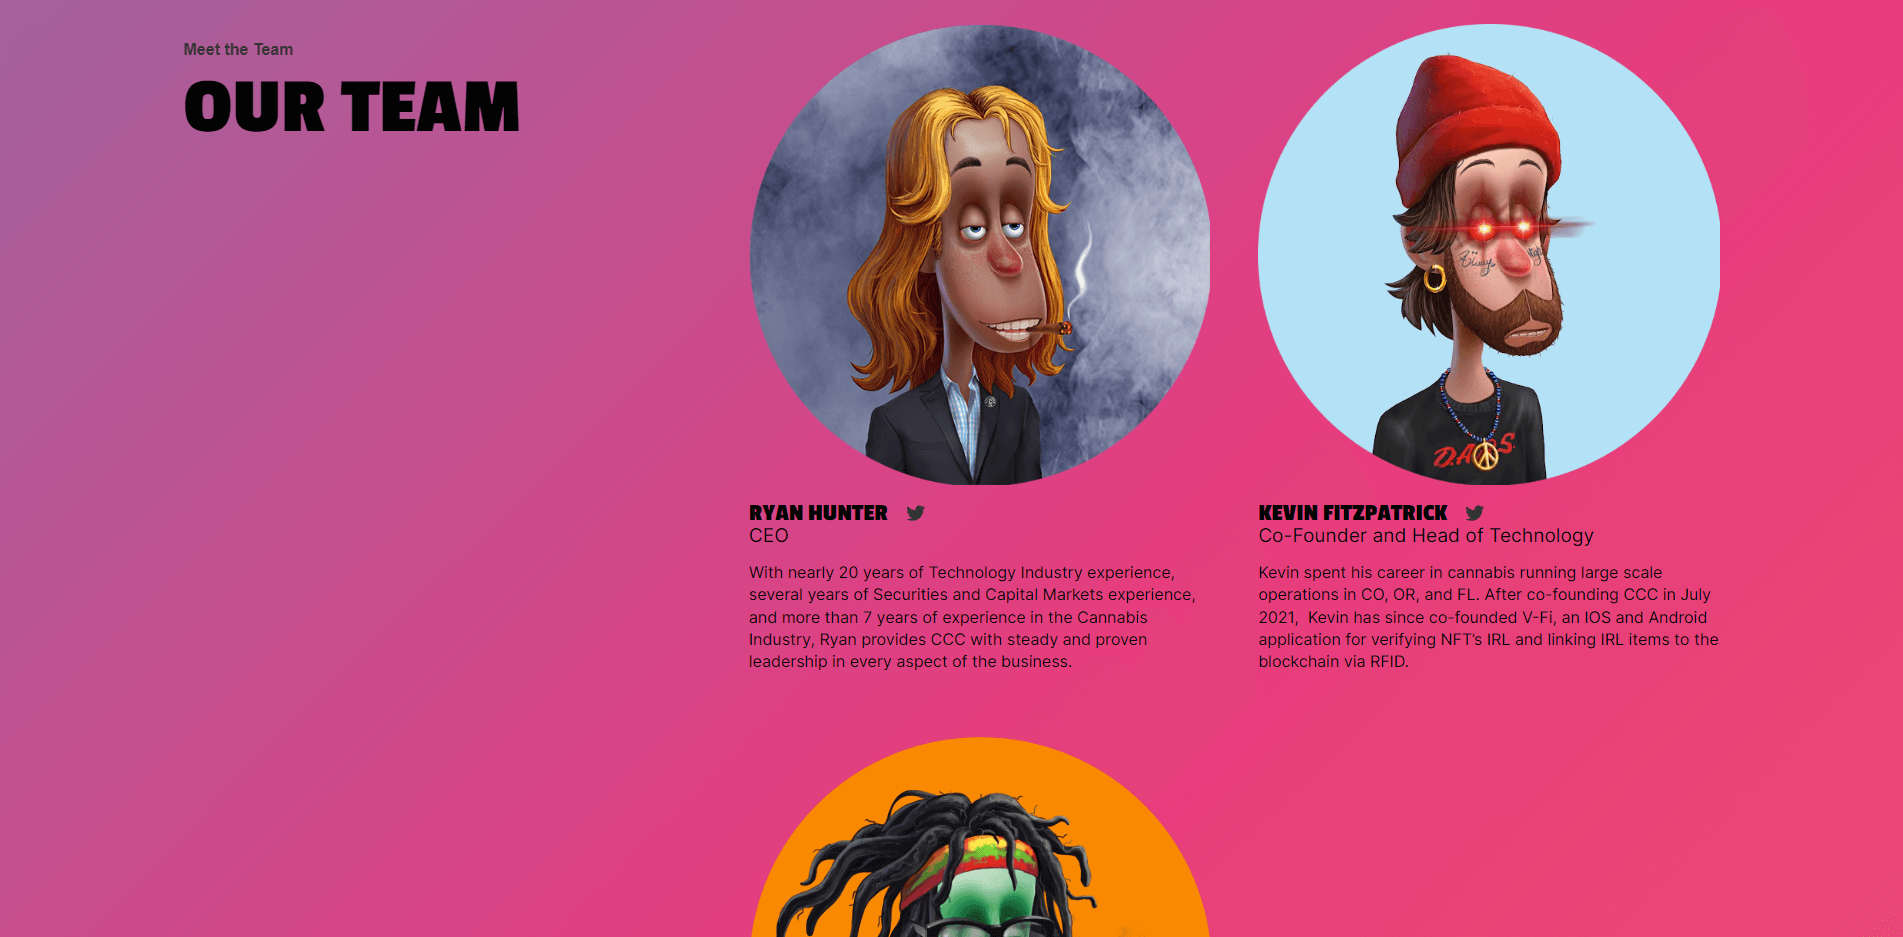 Meet the Team
OUR TEAM
Always
D.A.
S.
RYAN HUNTER
CEO
With nearly 20 years of Technology Industry experience,
several years of Securities and Capital Markets experience,
and more than 7 years of experience in the Cannabis
Industry, Ryan provides CCC with steady and proven
leadership in every aspect of the business.
KEVIN FITZPATRICK
Co-Founder and Head of Technology
Kevin spent his career in cannabis running large scale
operations in CO, OR, and FL. After co-founding CCC in July
2021,  Kevin has since co-founded V-Fi, an IOS and Android
application for verifying NFT's IRL and linking IRL items to the
blockchain via RFID.